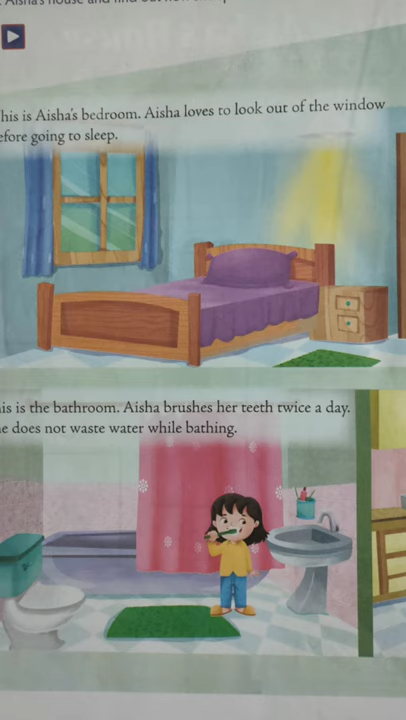 Aisha's house and find out how
his is Aisha's bedroom. Aisha loves to look out of the window
efore going to sleep.
is is the bathroom. Aisha brushes her teeth twice a day.
e does not waste water while bathing.